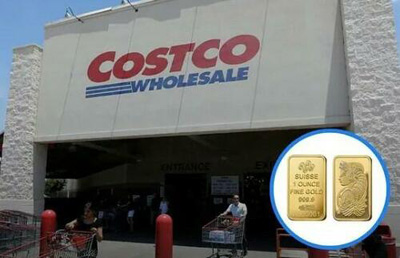 COSTCO
WHOLESALE
ENTRANCE
SUISSE
1 OUNCE
FINE GOLD
999.9